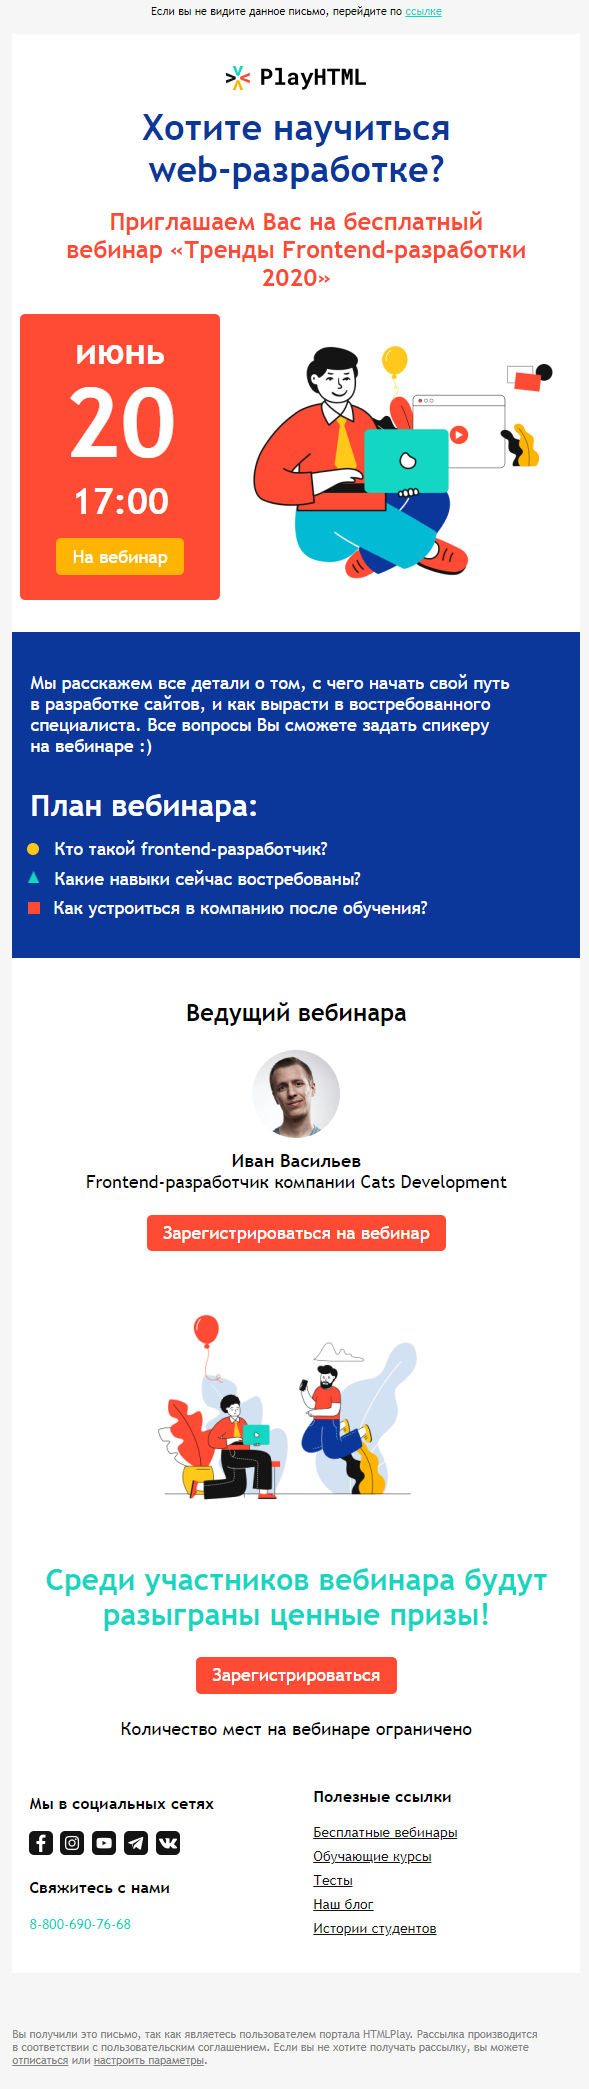 Если вы не видите данное письмо, перейдите по ссылке
PlayHTML
Хотите научиться
web-разработке?
Приглашаем Вас на бесплатный
вебинар «Тренды Frontend-разработки
2020»
июнь
20
17:00
На вебинар
Мы расскажем все детали о том, с чего начать свой путь
в разработке сайтов, и как вырасти в востребованного
специалиста. Все вопросы Вы сможете задать спикеру
на вебинаре :)
План вебинара:
Кто такой frontend-разработчик?
Какие навыки сейчас востребованы?
Как устроиться в компанию после обучения?
Ведущий вебинара
Иван Васильев
Frontend-разработчик компании Cats Development
Зарегистрироваться на вебинар
Среди участников вебинара будут
разыграны ценные призы!
Зарегистрироваться
Количество мест на вебинаре ограничено
Мы в социальных сетях
Свяжитесь с нами
8-800-690-76-68
Полезные ссылки
Бесплатные вебинары
Обучающие курсы
Тесты
Наш блог
Истории студентов
Вы получили это письмо, так как являетесь пользователем портала HTMLPlay. Рассылка производится
в соответствии с пользовательским соглашением. Если вы не хотите получать рассылку, вы можете
отписаться или настроить параметры.